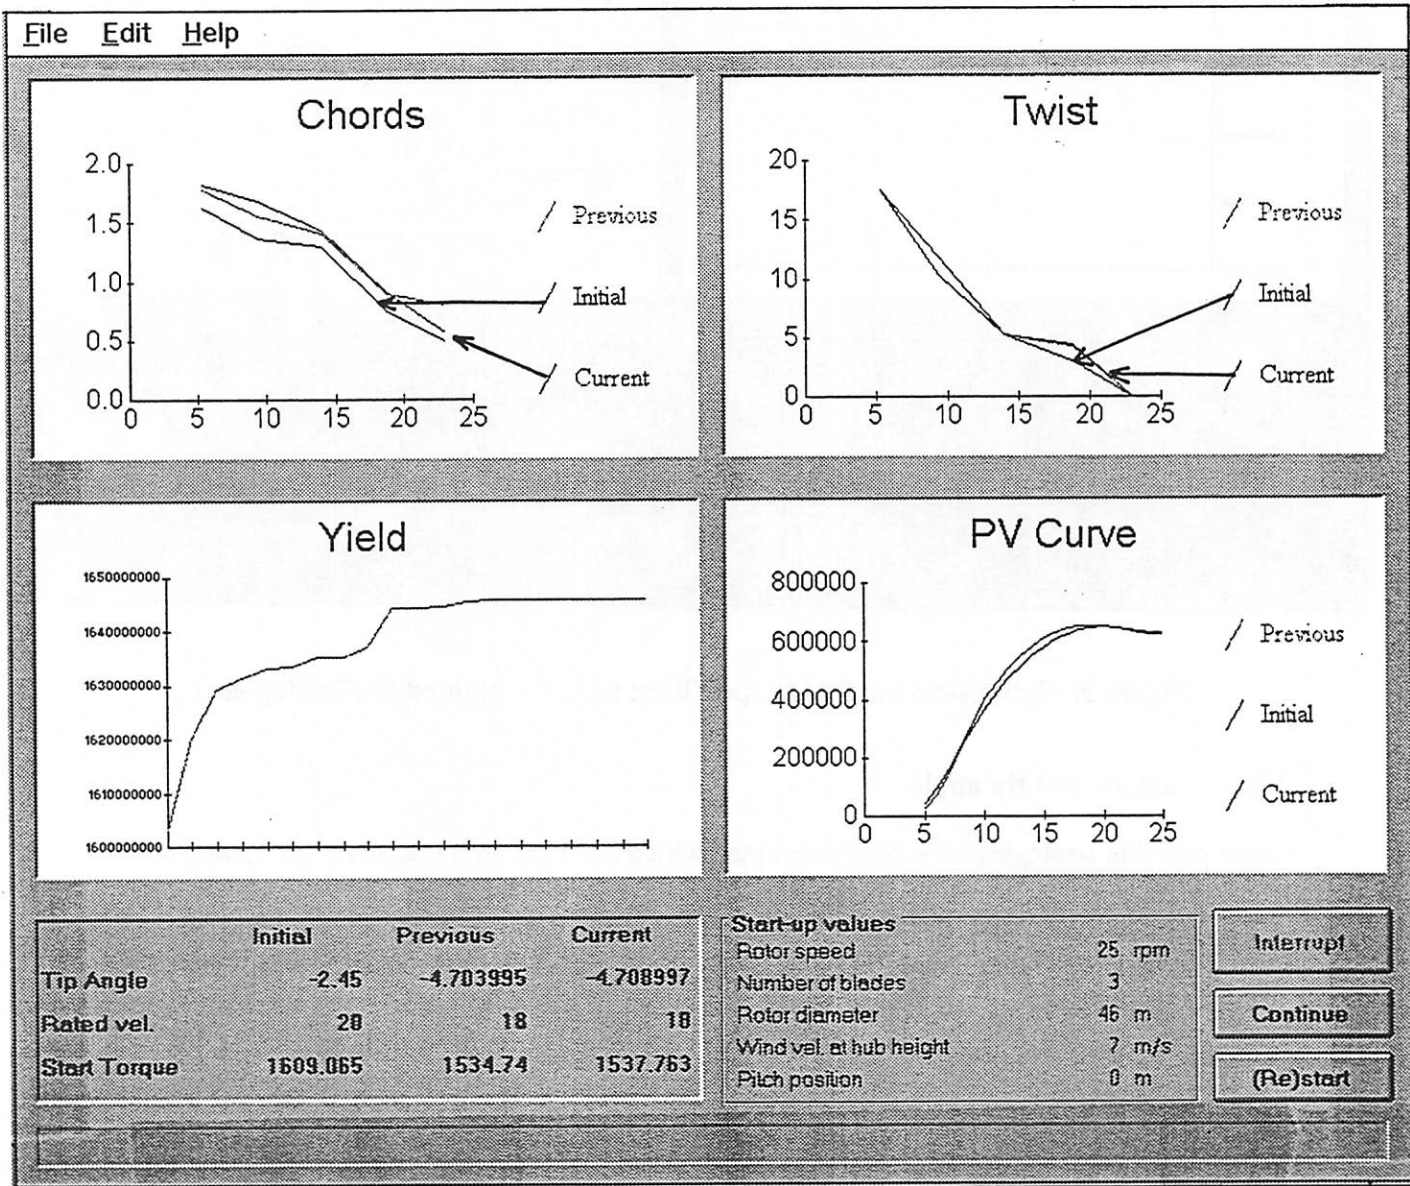 File Edit Help
Chords
2.0
1.5
1.0
0.5
0.0
0 5 10 15 20 25
Previous
Initial
Current
Twist
20
15
10
5
0
0 5 10 15 20 25
Previous
Initial
Current
Yield
1650000000
1640000000
1630000000
1620000000
1610000000
1600000000
PV Curve
800000
600000
400000
200000
0
0 5 10 15 20 25
Previous
Initial
Current
Initial Previous Current
Tip Angle -2.45 -4.703995 -4.708997
Rated vel. 20 18 18
Start Torque 1609.065 1534.74 1537.763
Start-up values
Rotor speed 25 rpm
Number of blades 3
Rotor diameter 46 m
Wind vel. at hub height 7 m/s
Pitch position 0 m
Interrupt
Continue
(Re)start